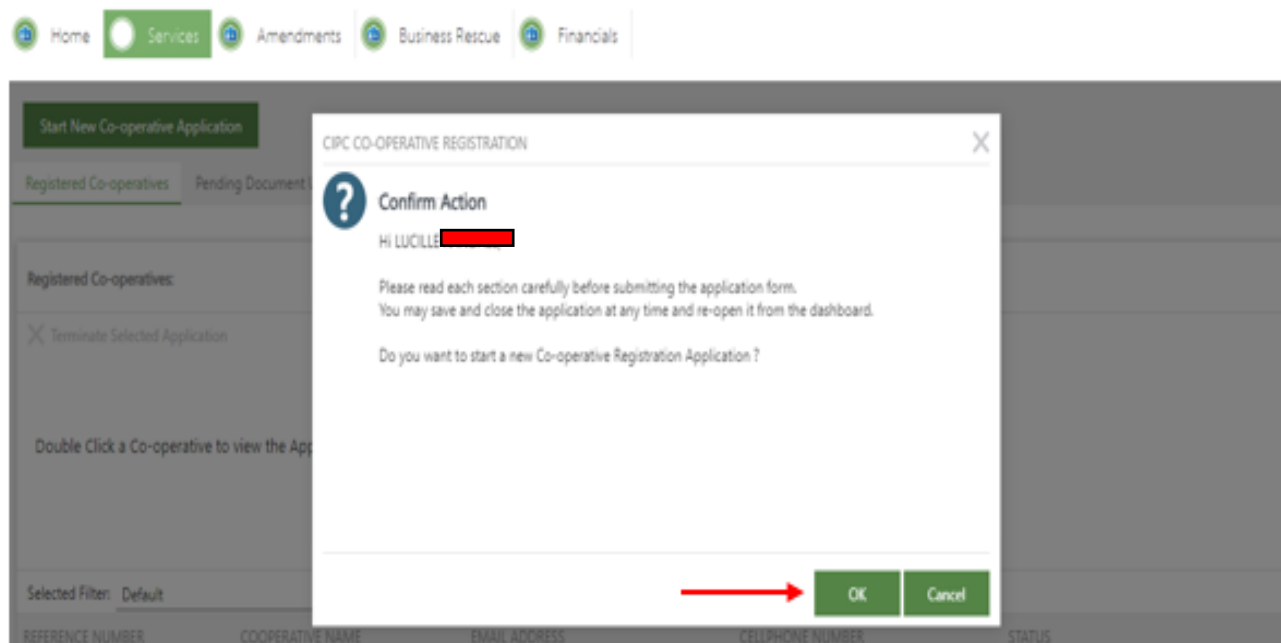 Home Services Amendments Business Rescue Financials
Start New Co-operative Application
Registered Co-operatives Pending Document
CIPC CO-OPERATIVE REGISTRATION
Confirm Action
Hi LUCILLE
Please read each section carefully before submitting the application form.
You may save and close the application at any time and re-open it from the dashboard.
Do you want to start a new Co-operative Registration Application ?
Registered Co-operatives:
Terminate Selected Application
Double Click a Co-operative to view the App
OK Cancel
Selected Filter: Default
REFERENCE NUMBER COOPERATIVE NAME EMAIL ADDRESS CELLPHONE NUMBER STATUS